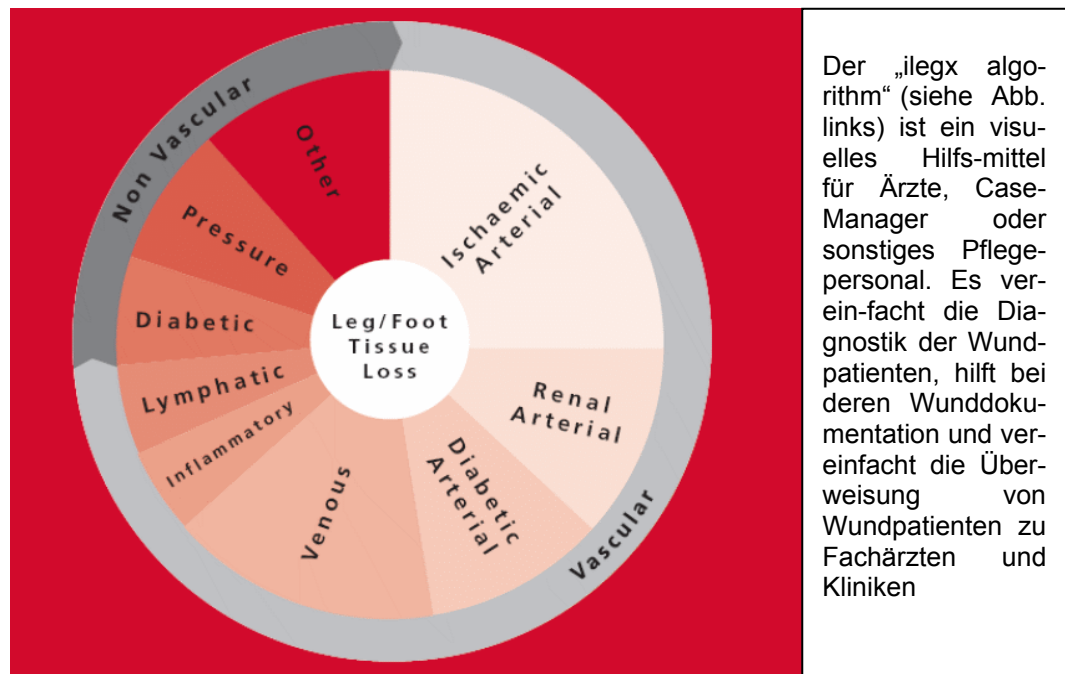 Non Vascular
Other
Pressure
Diabetic
Lymphatic
Inflammatory
Venous
Diabetic
Arterial
Renal
Arterial
Ischaemic
Arterial
Vascular
Leg/Foot
Tissue
Loss
Der „ilegx algo-
rithm“ (siehe Abb.
links) ist ein visu-
elles Hilfs-mittel
für Ärzte, Case-
Manager oder
sonstiges Pflege-
personal. Es ver-
ein-facht die Dia-
gnostik der Wund-
patienten, hilft bei
deren Wunddoku-
mentation und ver-
einfacht die Über-
weisung von
Wundpatienten zu
Fachärzten und
Kliniken